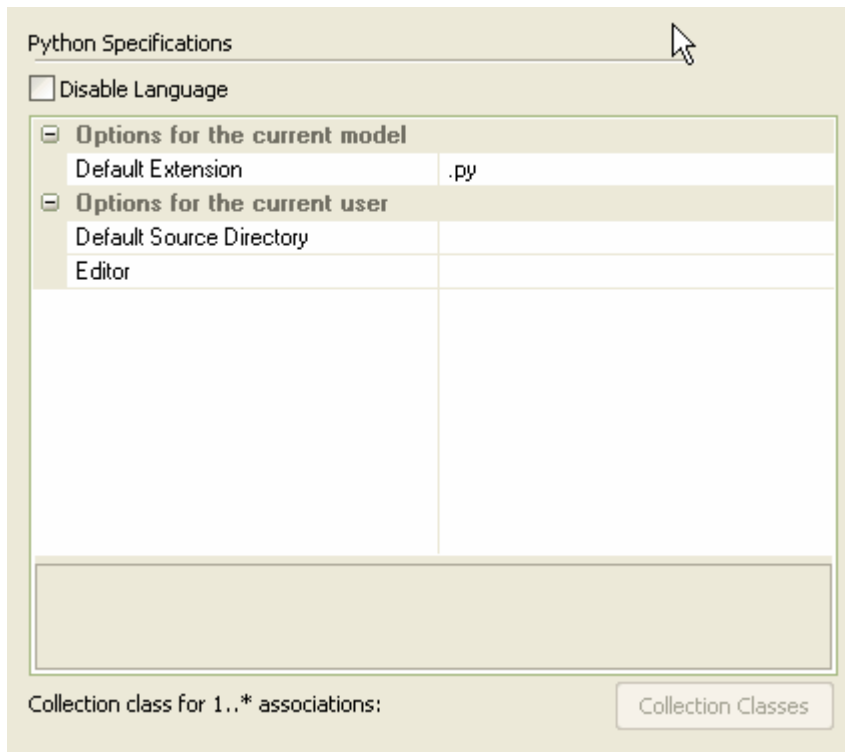 Python Specifications
Disable Language
Options for the current model
Default Extension .py
Options for the current user
Default Source Directory
Editor
Collection class for 1..* associations: Collection Classes